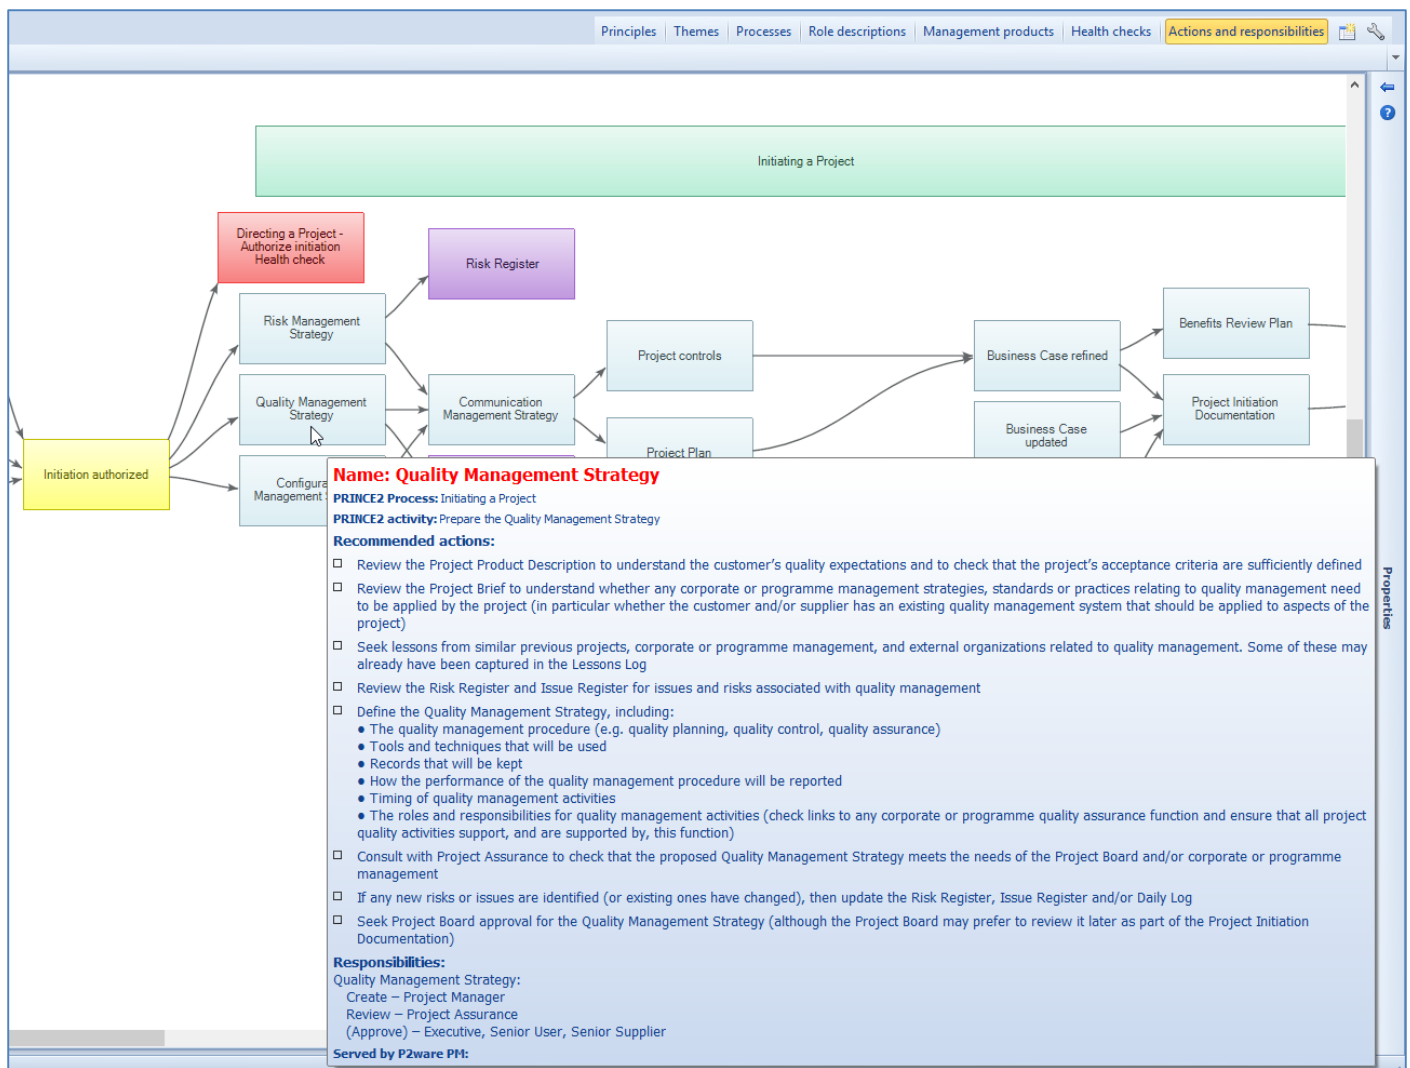 Principles Themes Processes Role descriptions Management products Health checks Actions and responsibilities
Initiating a Project
Directing a Project -
Authorize initiation
Health check
Risk Register
Risk Management
Strategy
Benefits Review Plan
Project controls
Business Case refined
Quality Management
Strategy
Communication
Management Strategy
Project Initiation
Documentation
Business Case
updated
Project Plan
Initiation authorized
Configura
Management S
Name: Quality Management Strategy
PRINCE2 Process: Initiating a Project
PRINCE2 activity: Prepare the Quality Management Strategy
Recommended actions:
Review the Project Product Description to understand the customer's quality expectations and to check that the project's acceptance criteria are sufficiently defined
Review the Project Brief to understand whether any corporate or programme management strategies, standards or practices relating to quality management need
to be applied by the project (in particular whether the customer and/or supplier has an existing quality management system that should be applied to aspects of the
project)
Seek lessons from similar previous projects, corporate or programme management, and external organizations related to quality management. Some of these may
already have been captured in the Lessons Log
Review the Risk Register and Issue Register for issues and risks associated with quality management
Define the Quality Management Strategy, including:
● The quality management procedure (e.g. quality planning, quality control, quality assurance)
● Tools and techniques that will be used
● Records that will be kept
● How the performance of the quality management procedure will be reported
● Timing of quality management activities
● The roles and responsibilities for quality management activities (check links to any corporate or programme quality assurance function and ensure that all project
quality activities support, and are supported by, this function)
Consult with Project Assurance to check that the proposed Quality Management Strategy meets the needs of the Project Board and/or corporate or programme
management
If any new risks or issues are identified (or existing ones have changed), then update the Risk Register, Issue Register and/or Daily Log
Seek Project Board approval for the Quality Management Strategy (although the Project Board may prefer to review it later as part of the Project Initiation
Documentation)
Responsibilities:
Quality Management Strategy:
Create – Project Manager
Review – Project Assurance
(Approve) – Executive, Senior User, Senior Supplier
Served by P2ware PM:
Properties